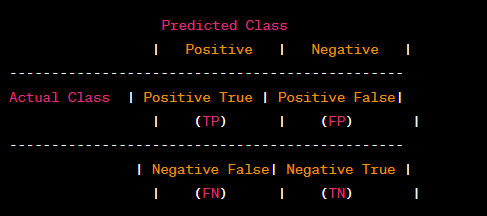 Predicted Class
| Positive | Negative |
-----------------------------------------------
Actual Class | Positive True | Positive False|
| (TP) | (FP) |
-----------------------------------------------
| Negative False| Negative True |
| (FN) | (TN) |